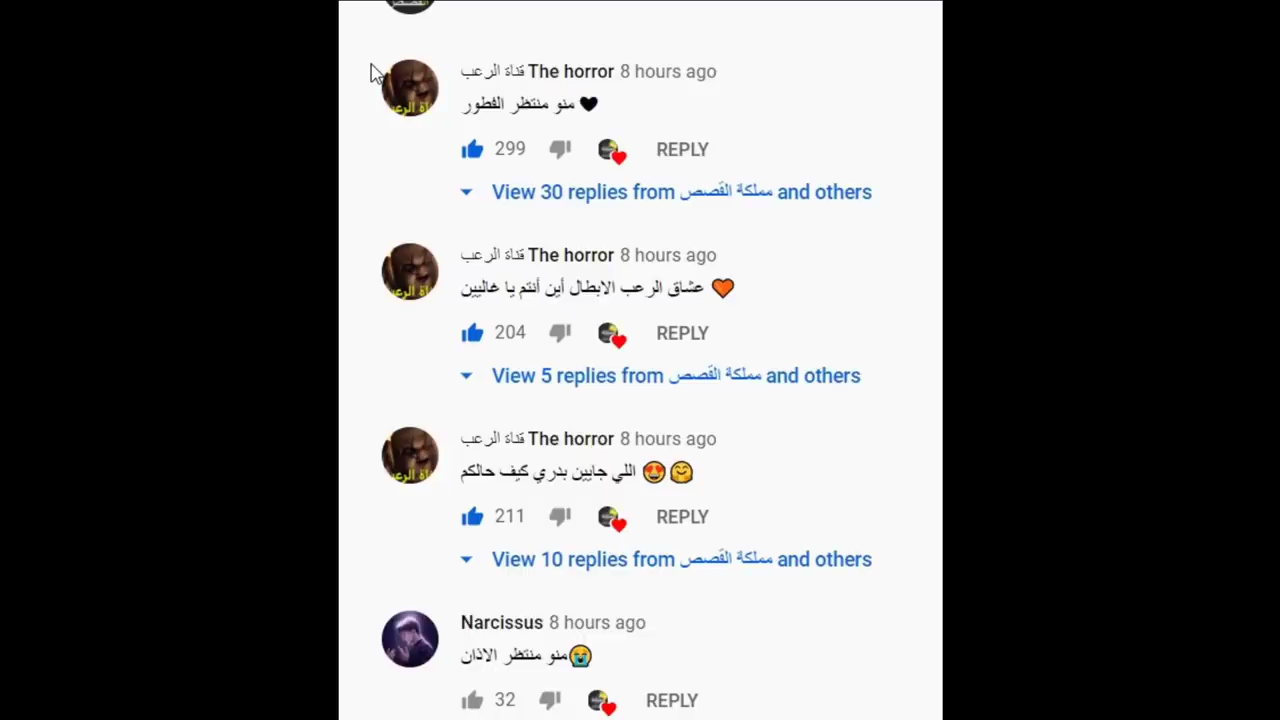 قناة الرعب The horror 8 hours ago
منو منتظر الفطور 🖤
299 REPLY
View 30 replies from مملكة القصص and others
قناة الرعب The horror 8 hours ago
عشاق الرعب الابطال أين أنتم يا غاليين 🧡
204 REPLY
View 5 replies from مملكة القصص and others
قناة الرعب The horror 8 hours ago
اللي جايين بدري كيف حالكم 😍🤗
211 REPLY
View 10 replies from مملكة القصص and others
Narcissus 8 hours ago
منو منتظر الاذان😭
32 REPLY